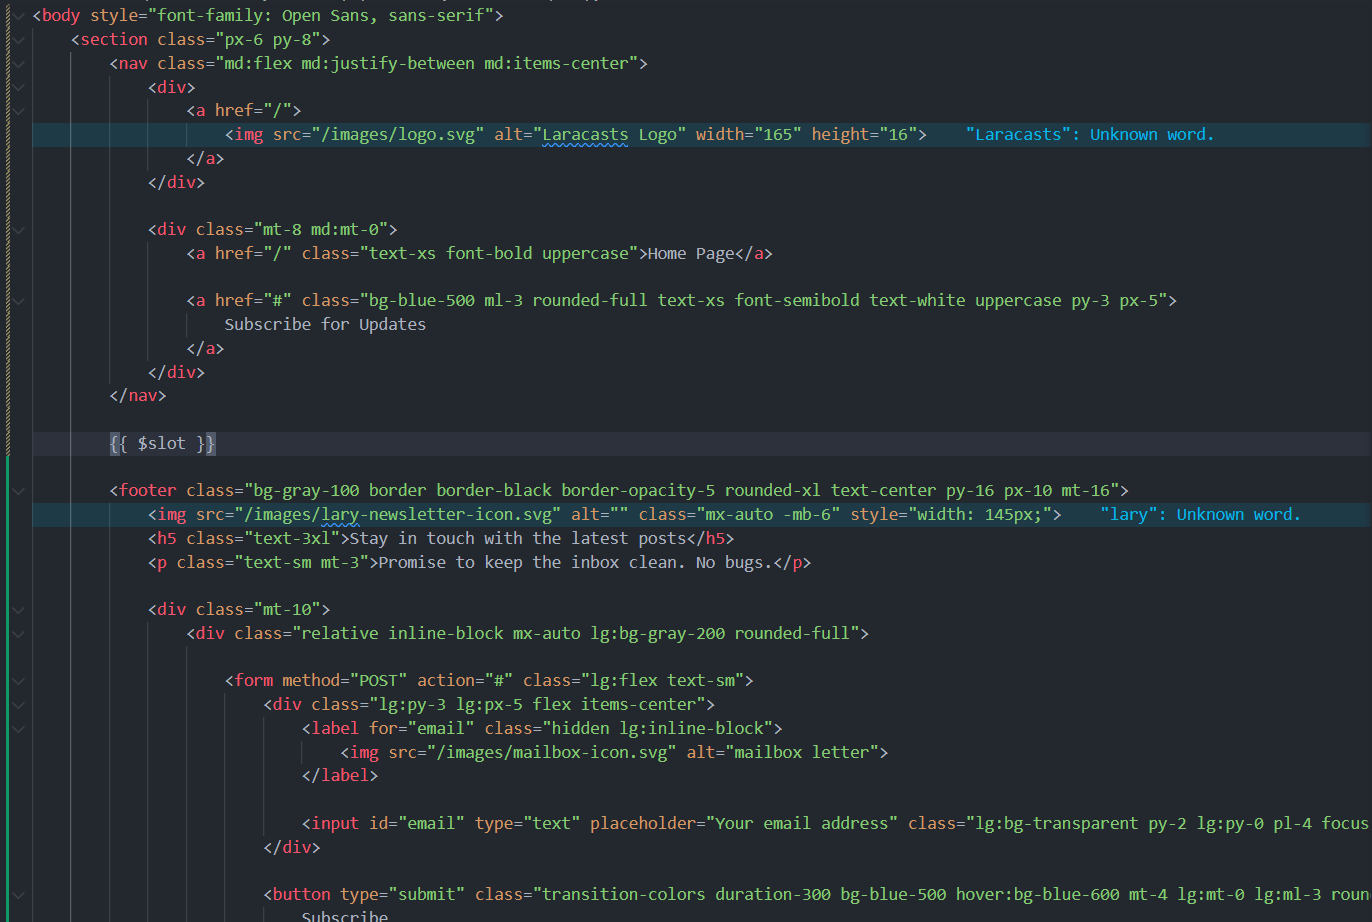 <body style="font-family: Open Sans, sans-serif">
<section class="px-6 py-8">
<nav class="md:flex md:justify-between md:items-center">
<div>
<a href="/">
<img src="/images/logo.svg" alt="Laracasts Logo" width="165" height="16"> "Laracasts": Unknown word.
</a>
</div>
<div class="mt-8 md:mt-0">
<a href="/" class="text-xs font-bold uppercase">Home Page</a>
<a href="#" class="bg-blue-500 ml-3 rounded-full text-xs font-semibold text-white uppercase py-3 px-5">
Subscribe for Updates
</a>
</div>
</nav>
{{ $slot }}
<footer class="bg-gray-100 border border-black border-opacity-5 rounded-xl text-center py-16 px-10 mt-16">
<img src="/images/lary-newsletter-icon.svg" alt="" class="mx-auto -mb-6" style="width: 145px;"> "lary": Unknown word.
<h5 class="text-3xl">Stay in touch with the latest posts</h5>
<p class="text-sm mt-3">Promise to keep the inbox clean. No bugs.</p>
<div class="mt-10">
<div class="relative inline-block mx-auto lg:bg-gray-200 rounded-full">
<form method="POST" action="#" class="lg:flex text-sm">
<div class="lg:py-3 lg:px-5 flex items-center">
<label for="email" class="hidden lg:inline-block">
<img src="/images/mailbox-icon.svg" alt="mailbox letter">
</label>
<input id="email" type="text" placeholder="Your email address" class="lg:bg-transparent py-2 lg:py-0 pl-4 focus
</div>
<button type="submit" class="transition-colors duration-300 bg-blue-500 hover:bg-blue-600 mt-4 lg:mt-0 lg:ml-3 roun
Subscribe